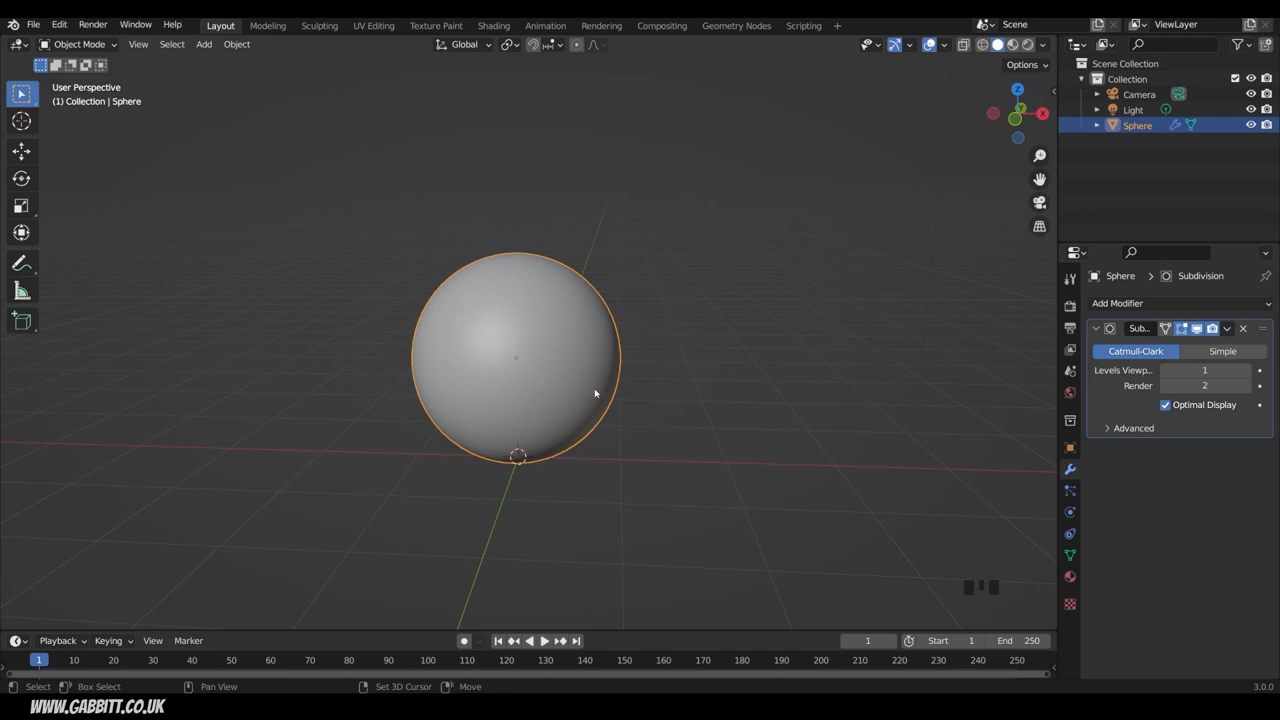 File Edit Render Window Help Layout Modeling Sculpting UV Editing Texture Paint Shading Animation Rendering Compositing Geometry Nodes Scripting + Scene ViewLayer
Object Mode View Select Add Object Global
Options
User Perspective
(1) Collection | Sphere
Z
Y
X
Scene Collection
Collection
Camera
Light
Sphere
Sphere > Subdivision
Add Modifier
Sub...
Catmull-Clark Simple
Levels Viewp... 1
Render 2
Optimal Display
Advanced
Playback Keying View Marker 1 Start 1 End 250
1 10 20 30 40 50 60 70 80 90 100 110 120 130 140 150 160 170 180 190 200 210 220 230 240 250
Select Box Select Pan View Set 3D Cursor Move 3.0.0
WWW.GABBITT.CO.UK